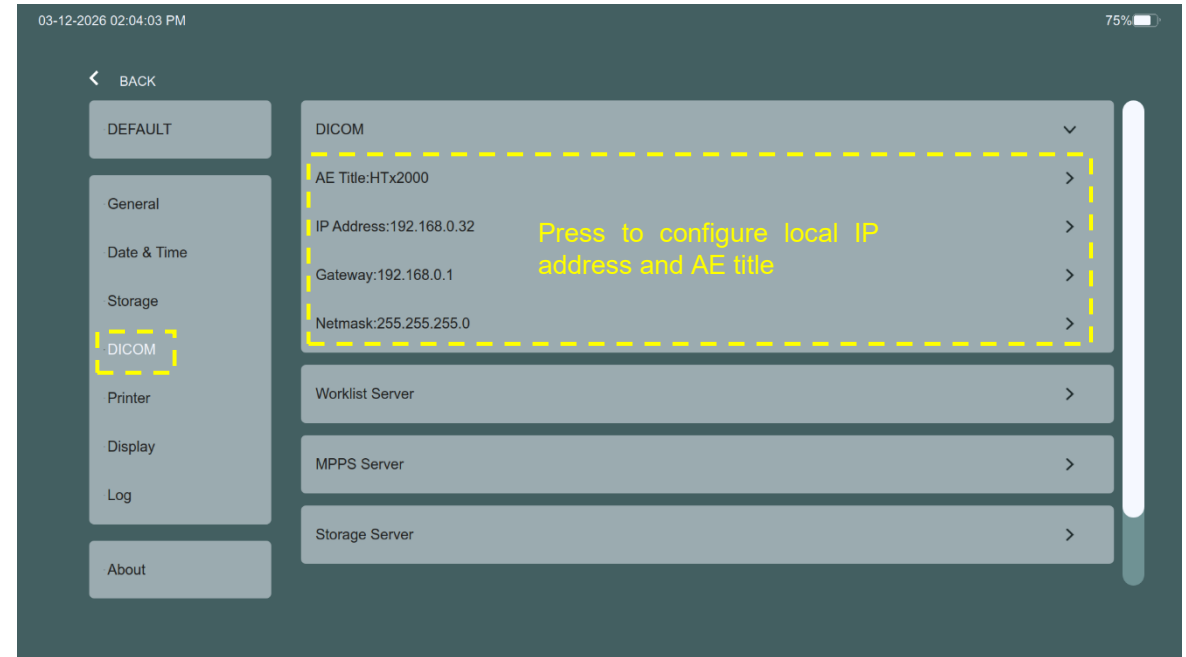 03-12-2026 02:04:03 PM
75%
BACK
DEFAULT
General
Date & Time
Storage
DICOM
Printer
Display
Log
About
DICOM
AE Title:HTx2000
IP Address:192.168.0.32
Gateway:192.168.0.1
Netmask:255.255.255.0
Press to configure local IP
address and AE title
Worklist Server
MPPS Server
Storage Server